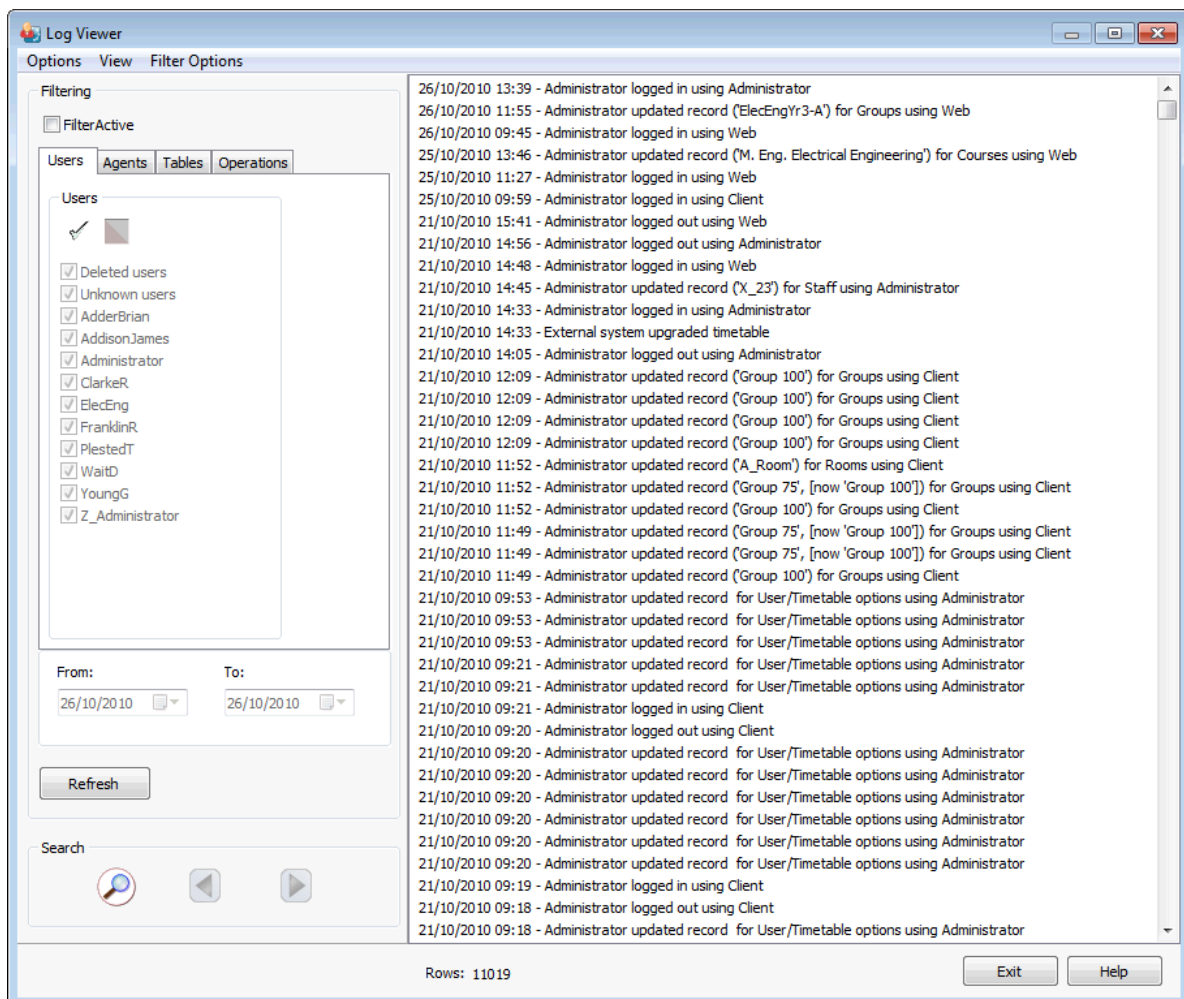 Log Viewer
Options View Filter Options
Filtering
FilterActive
Users Agents Tables Operations
Users
Deleted users
Unknown users
AdderBrian
AddisonJames
Administrator
ClarkeR
ElecEng
FranklinR
PlestedT
WaitD
YoungG
Z_Administrator
From: To:
26/10/2010 26/10/2010
Refresh
Search
26/10/2010 13:39 - Administrator logged in using Administrator
26/10/2010 11:55 - Administrator updated record ('ElecEngYr3-A') for Groups using Web
26/10/2010 09:45 - Administrator logged in using Web
25/10/2010 13:46 - Administrator updated record ('M. Eng. Electrical Engineering') for Courses using Web
25/10/2010 11:27 - Administrator logged in using Web
25/10/2010 09:59 - Administrator logged in using Client
21/10/2010 15:41 - Administrator logged out using Web
21/10/2010 14:56 - Administrator logged out using Administrator
21/10/2010 14:48 - Administrator logged in using Web
21/10/2010 14:45 - Administrator updated record ('X_23') for Staff using Administrator
21/10/2010 14:33 - Administrator logged in using Administrator
21/10/2010 14:33 - External system upgraded timetable
21/10/2010 14:05 - Administrator logged out using Administrator
21/10/2010 12:09 - Administrator updated record ('Group 100') for Groups using Client
21/10/2010 12:09 - Administrator updated record ('Group 100') for Groups using Client
21/10/2010 12:09 - Administrator updated record ('Group 100') for Groups using Client
21/10/2010 12:09 - Administrator updated record ('Group 100') for Groups using Client
21/10/2010 11:52 - Administrator updated record ('A_Room') for Rooms using Client
21/10/2010 11:52 - Administrator updated record ('Group 75', [now 'Group 100']) for Groups using Client
21/10/2010 11:52 - Administrator updated record ('Group 100') for Groups using Client
21/10/2010 11:49 - Administrator updated record ('Group 75', [now 'Group 100']) for Groups using Client
21/10/2010 11:49 - Administrator updated record ('Group 75', [now 'Group 100']) for Groups using Client
21/10/2010 11:49 - Administrator updated record ('Group 100') for Groups using Client
21/10/2010 09:53 - Administrator updated record  for User/Timetable options using Administrator
21/10/2010 09:53 - Administrator updated record  for User/Timetable options using Administrator
21/10/2010 09:53 - Administrator updated record  for User/Timetable options using Administrator
21/10/2010 09:21 - Administrator updated record  for User/Timetable options using Administrator
21/10/2010 09:21 - Administrator updated record  for User/Timetable options using Administrator
21/10/2010 09:21 - Administrator logged in using Client
21/10/2010 09:20 - Administrator logged out using Client
21/10/2010 09:20 - Administrator updated record  for User/Timetable options using Administrator
21/10/2010 09:20 - Administrator updated record  for User/Timetable options using Administrator
21/10/2010 09:20 - Administrator updated record  for User/Timetable options using Administrator
21/10/2010 09:20 - Administrator updated record  for User/Timetable options using Administrator
21/10/2010 09:20 - Administrator updated record  for User/Timetable options using Administrator
21/10/2010 09:20 - Administrator updated record  for User/Timetable options using Administrator
21/10/2010 09:19 - Administrator logged in using Client
21/10/2010 09:18 - Administrator logged out using Client
21/10/2010 09:18 - Administrator updated record  for User/Timetable options using Administrator
Rows: 11019 Exit Help